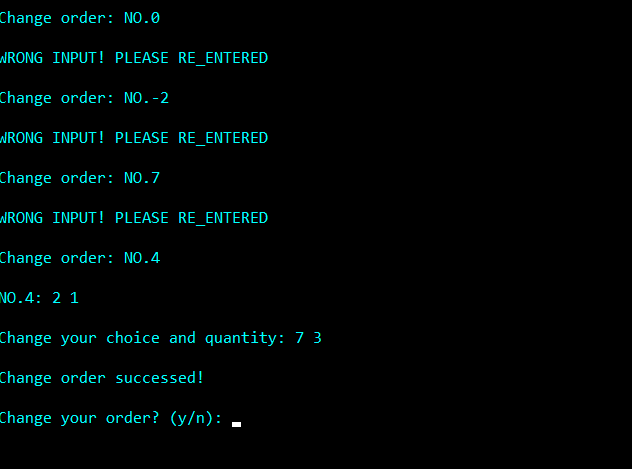 Change order: NO.0
WRONG INPUT! PLEASE RE_ENTERED
Change order: NO.-2
WRONG INPUT! PLEASE RE_ENTERED
Change order: NO.7
WRONG INPUT! PLEASE RE_ENTERED
Change order: NO.4
NO.4: 2 1
Change your choice and quantity: 7 3
Change order successed!
Change your order? (y/n):